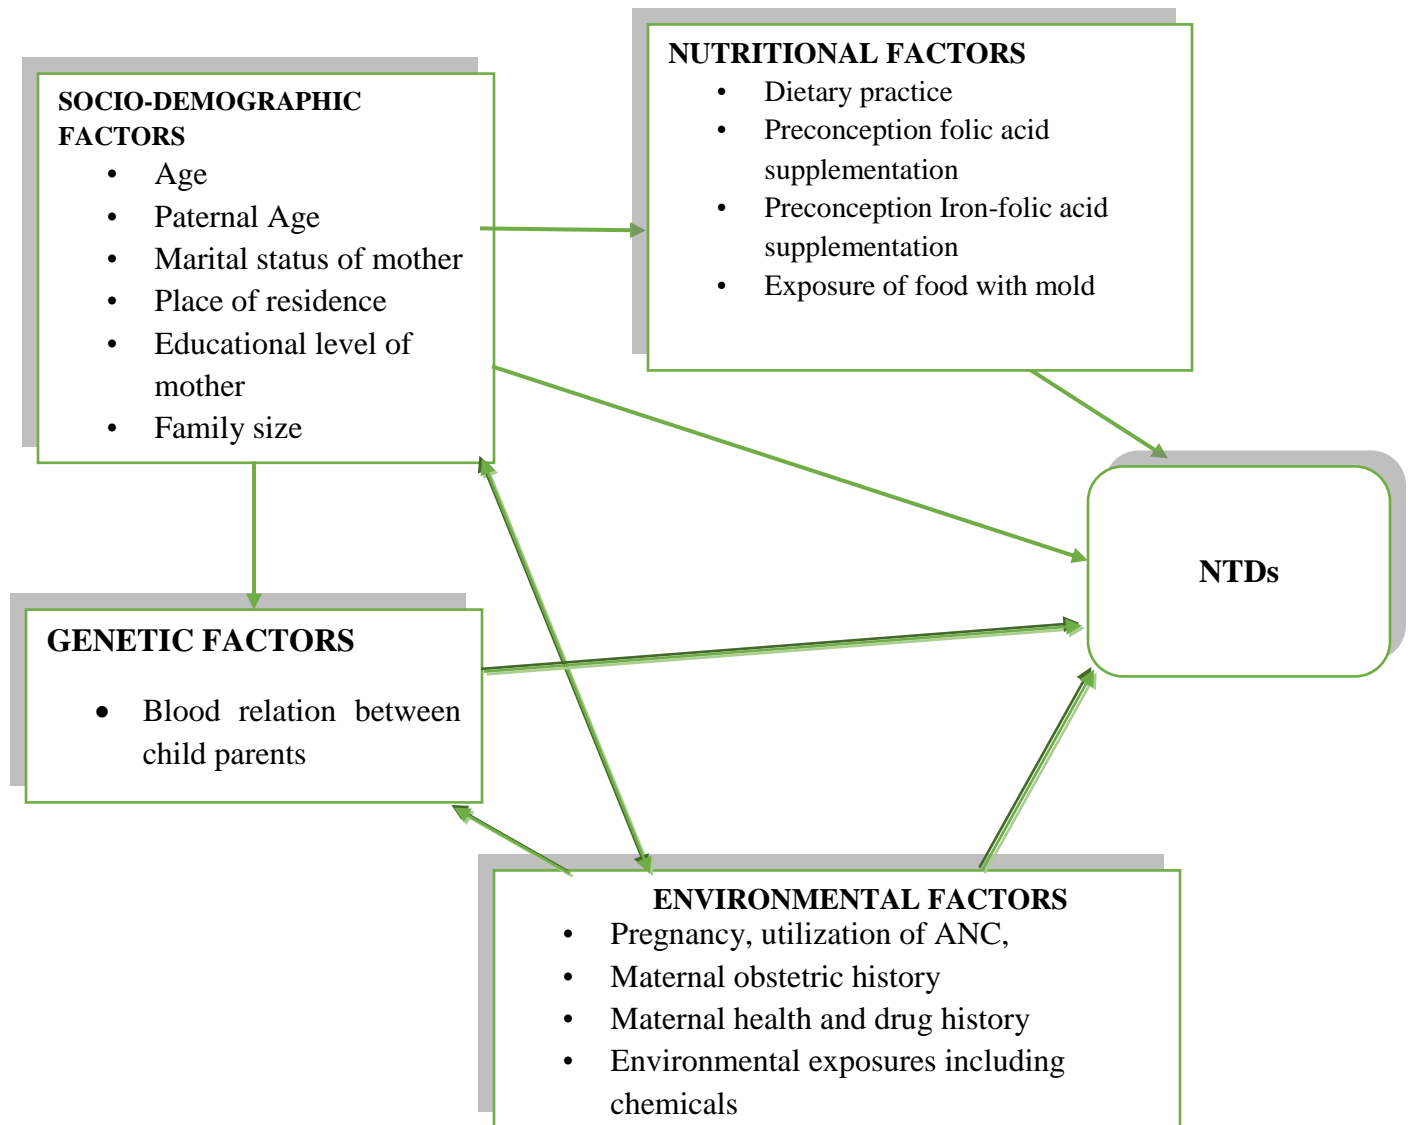 SOCIO-DEMOGRAPHIC
FACTORS
• Age
• Paternal Age
• Marital status of mother
• Place of residence
• Educational level of
mother
• Family size
NUTRITIONAL FACTORS
• Dietary practice
• Preconception folic acid
supplementation
• Preconception Iron-folic acid
supplementation
• Exposure of food with mold
NTDs
GENETIC FACTORS
• Blood relation between
child parents
ENVIRONMENTAL FACTORS
• Pregnancy, utilization of ANC,
• Maternal obstetric history
• Maternal health and drug history
• Environmental exposures including
chemicals